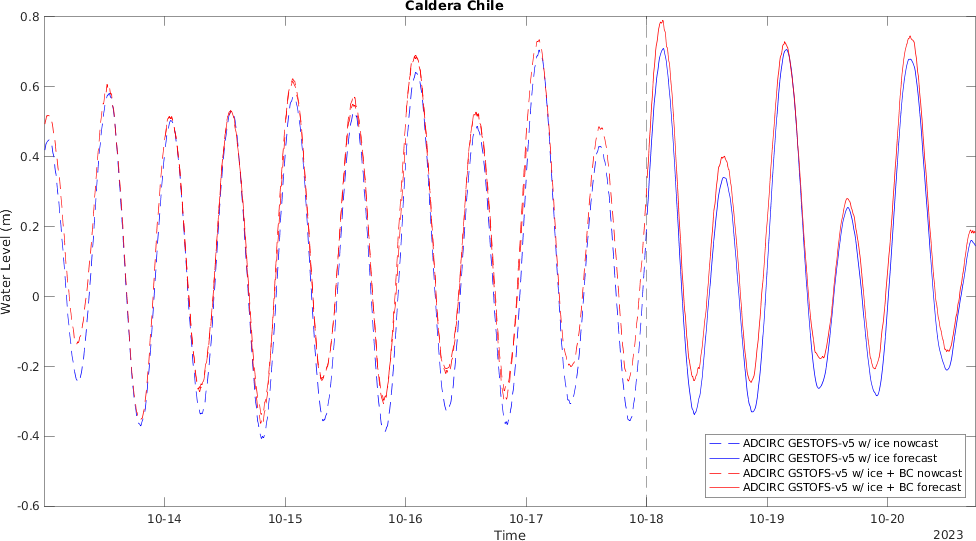 Caldera Chile
0.8
0.6
0.4
0.2
0
-0.2
-0.4
-0.6
Water Level (m)
10-14
10-15
10-16
10-17
10-18
10-19
10-20
Time
2023
ADCIRC GESTOFS-v5 w/ ice nowcast
ADCIRC GESTOFS-v5 w/ ice forecast
ADCIRC GSTOFS-v5 w/ ice + BC nowcast
ADCIRC GSTOFS-v5 w/ ice + BC forecast